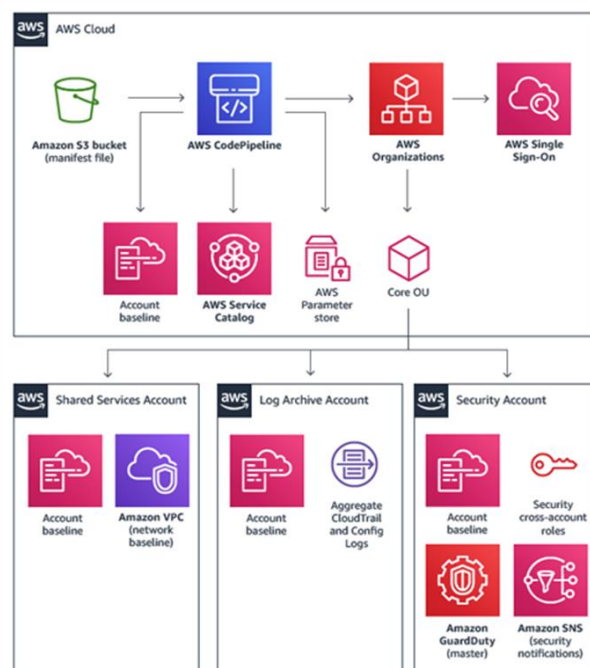 aws
AWS Cloud
Amazon S3 bucket
(manifest file)
AWS CodePipeline
AWS
Organizations
AWS Single
Sign-On
Account
baseline
AWS Service
Catalog
AWS
Parameter
store
Core OU
aws
Shared Services Account
Account
baseline
Amazon VPC
(network
baseline)
aws
Log Archive Account
Account
baseline
Aggregate
CloudTrail
and Config
Logs
aws
Security Account
Account
baseline
Security
cross-account
roles
Amazon
GuardDuty
(master)
Amazon SNS
(security
notifications)